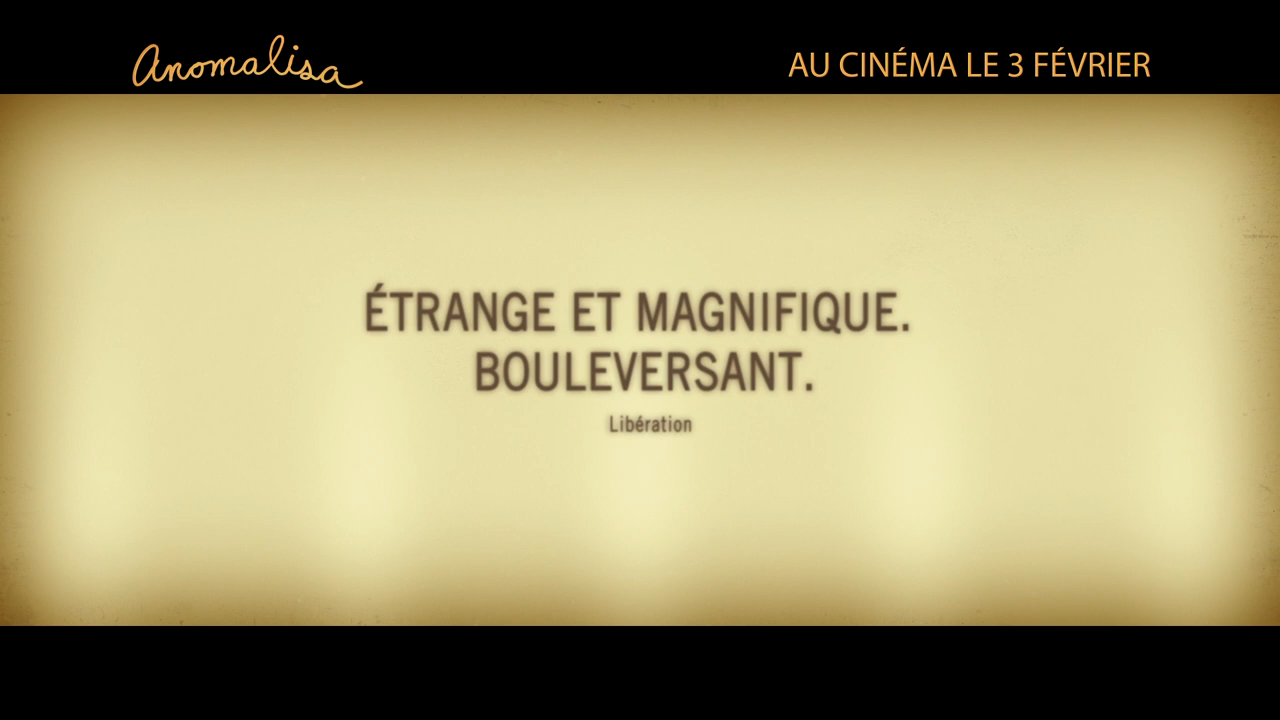 Anomalisa
AU CINÉMA LE 3 FÉVRIER
ÉTRANGE ET MAGNIFIQUE.
BOULEVERSANT.
Libération